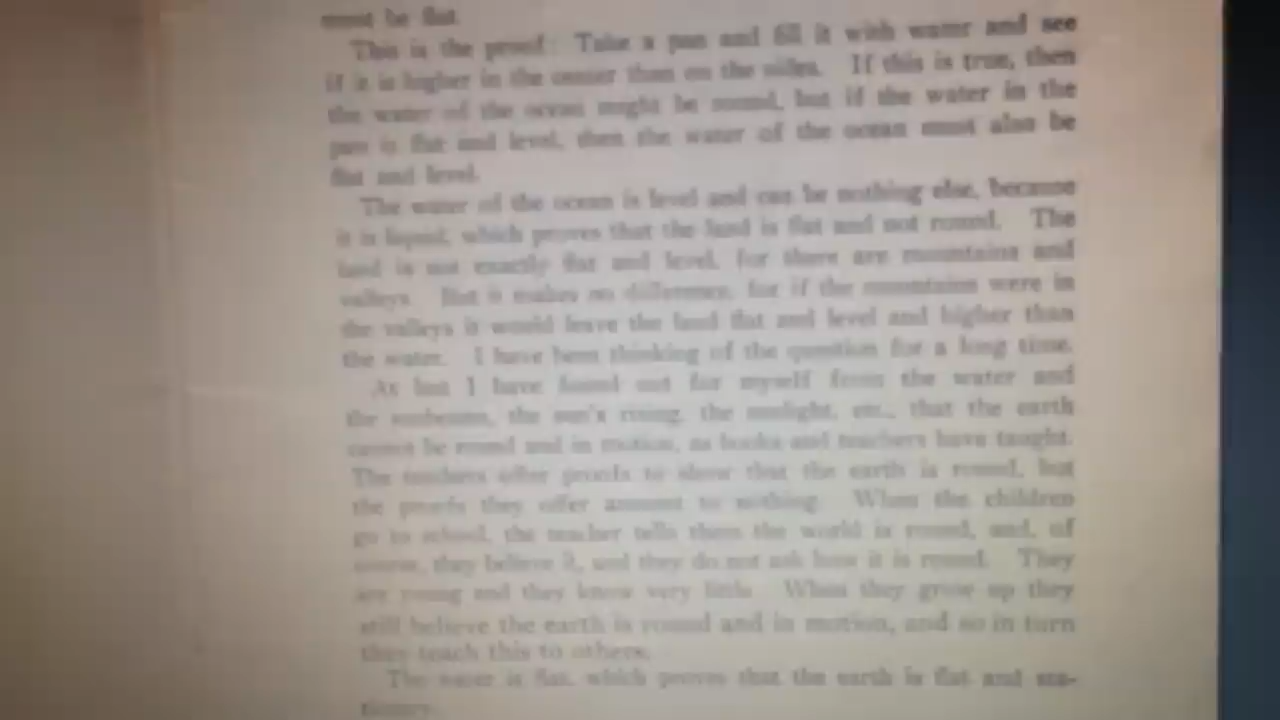 must be flat.
This is the proof: Take a pan and fill it with water and see
if it is higher in the center than on the sides. If this is true, then
the water of the ocean might be round, but if the water in the
pan is flat and level, then the water of the ocean must also be
flat and level.
The water of the ocean is level and can be nothing else, because
it is liquid, which proves that the land is flat and not round. The
land is not exactly flat and level, for there are mountains and
valleys. But it makes no difference, for if the mountains were in
the valleys it would leave the land flat and level and higher than
the water. I have been thinking of the question for a long time.
At last I have found out for myself from the water and
the sunbeams, the sun's rising, the sunlight, etc., that the earth
cannot be round and in motion, as books and teachers have taught.
The teachers offer proofs to show that the earth is round, but
the proofs they offer amount to nothing. When the children
go to school, the teacher tells them the world is round, and, of
course, they believe it, and they do not ask how it is round. They
are young and they know very little. When they grow up they
still believe the earth is round and in motion, and so in turn
they teach this to others.
The water is flat, which proves that the earth is flat and sta-
tionary.